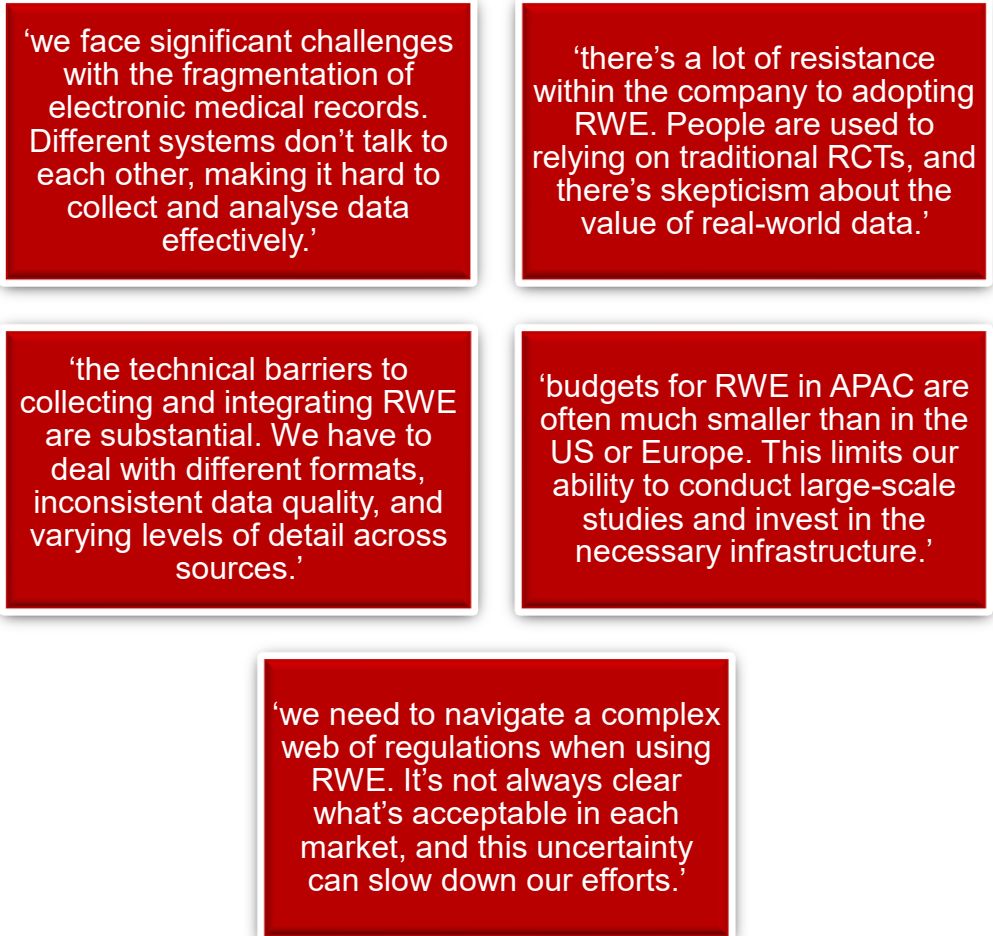 ‘we face significant challenges
with the fragmentation of
electronic medical records.
Different systems don’t talk to
each other, making it hard to
collect and analyse data
effectively.’
‘there’s a lot of resistance
within the company to adopting
RWE. People are used to
relying on traditional RCTs, and
there’s skepticism about the
value of real-world data.’
‘the technical barriers to
collecting and integrating RWE
are substantial. We have to
deal with different formats,
inconsistent data quality, and
varying levels of detail across
sources.’
‘budgets for RWE in APAC are
often much smaller than in the
US or Europe. This limits our
ability to conduct large-scale
studies and invest in the
necessary infrastructure.’
‘we need to navigate a complex
web of regulations when using
RWE. It’s not always clear
what’s acceptable in each
market, and this uncertainty
can slow down our efforts.’